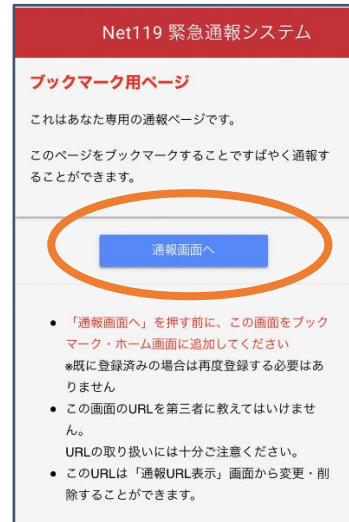 Net119 緊急通報システム
ブックマーク用ページ
これはあなた専用の通報ページです。
このページをブックマークすることですばやく通報す
ることができます。
通報画面へ
● 「通報画面へ」を押す前に、この画面をブック
マーク・ホーム画面に追加してください
※既に登録済みの場合は再度登録する必要はあ
りません
● この画面のURLを第三者に教えてはいけませ
ん。
URLの取り扱いには十分ご注意ください。
● このURLは「通報URL表示」画面から変更・削
除することができます。